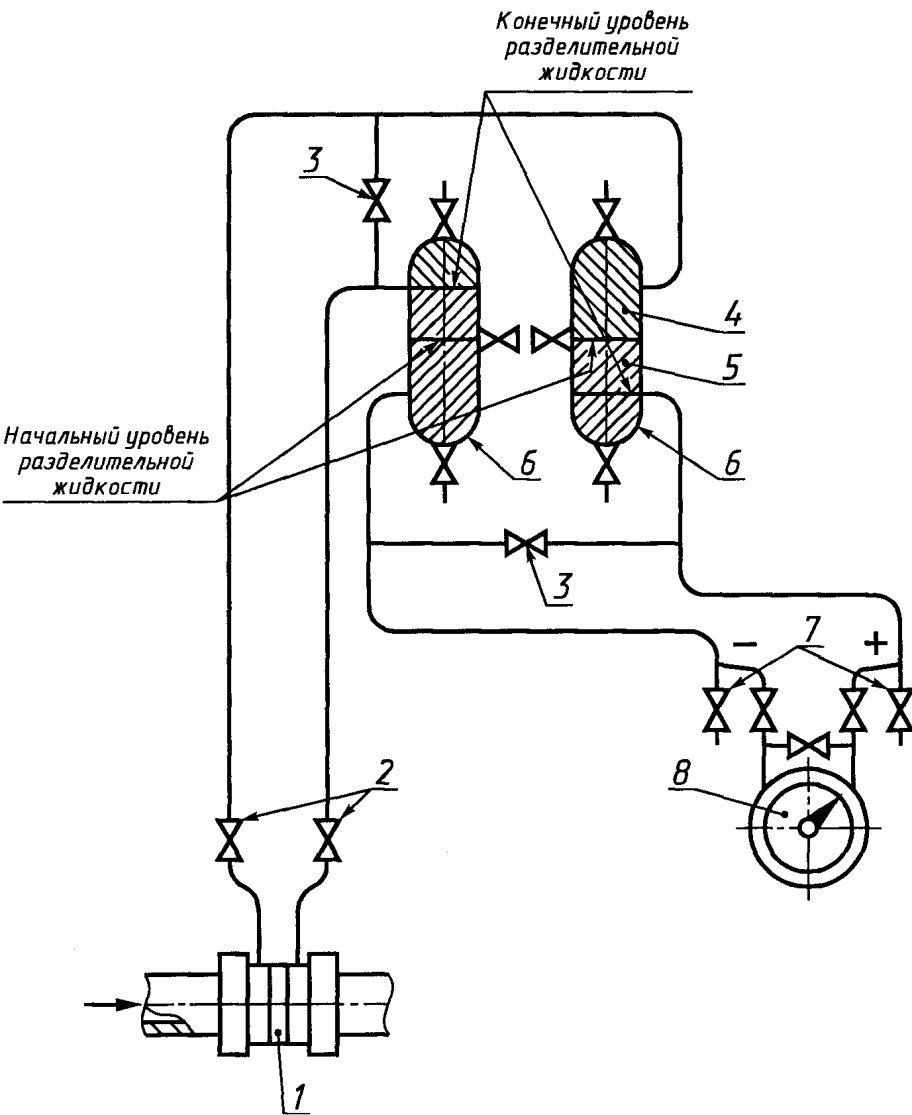 Конечный уровень
разделительной
жидкости
3
4
5
Начальный уровень
разделительной
жидкости
6
6
3
− 7 +
2
8
1